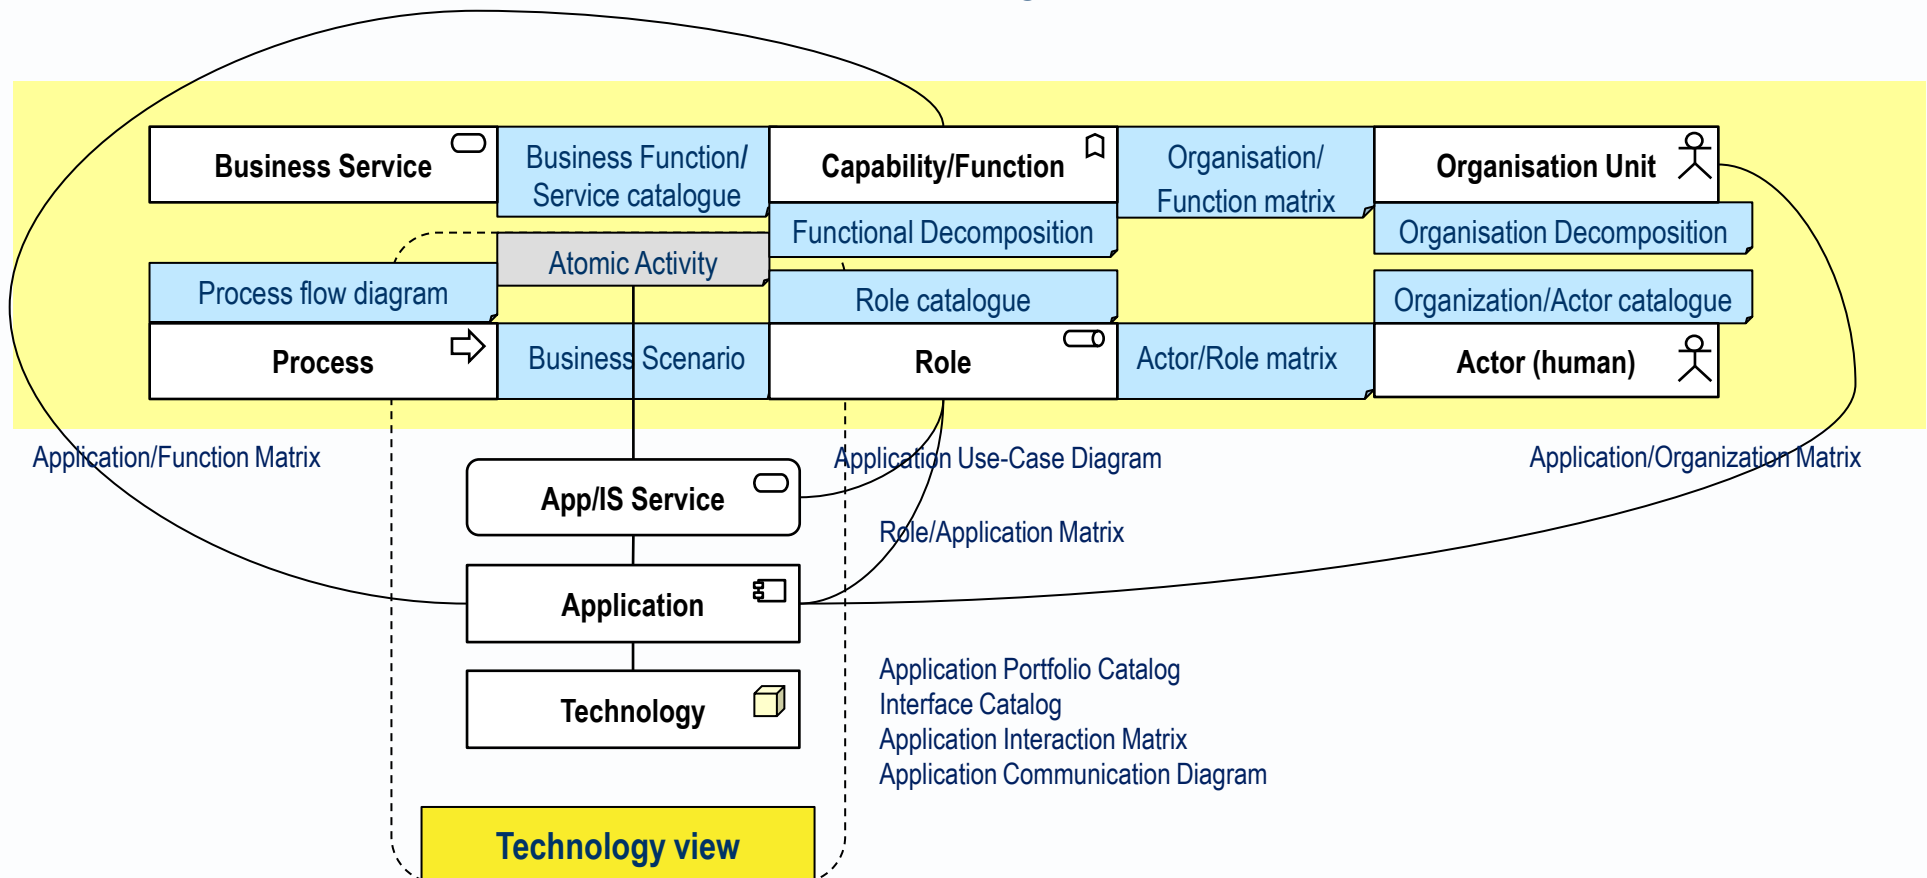 Business Service
Business Function/
Service catalogue
Capability/Function
Organisation/
Function matrix
Organisation Unit
Functional Decomposition
Organisation Decomposition
Atomic Activity
Process flow diagram
Role catalogue
Organization/Actor catalogue
Process
Business Scenario
Role
Actor/Role matrix
Actor (human)
Application/Function Matrix
Application Use-Case Diagram
Application/Organization Matrix
App/IS Service
Role/Application Matrix
Application
Application Portfolio Catalog
Interface Catalog
Application Interaction Matrix
Application Communication Diagram
Technology
Technology view